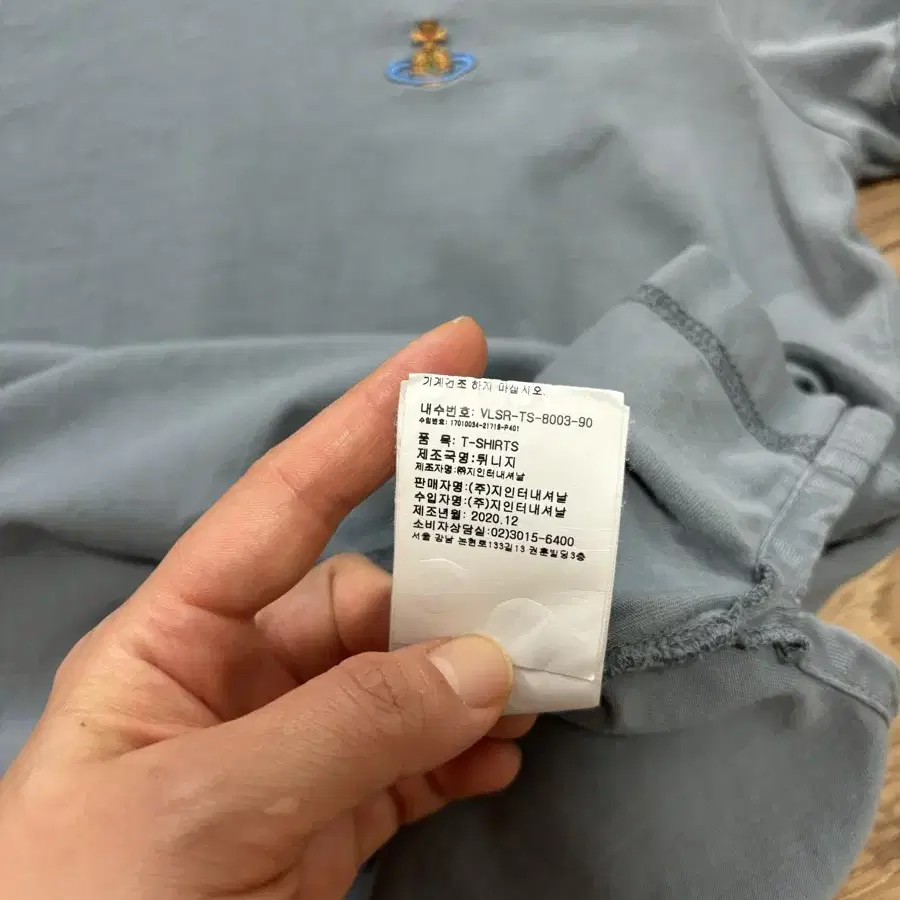 기계건조 하지 마십시오.
내수번호: VLSR-TS-8003-90
수입번호: 17010034-21719-P401
품 목: T-SHIRTS
제조국명:튀니지
제조자명:㈜지인터내셔날
판매자명:(주)지인터내셔날
수입자명:(주)지인터내셔날
제조년월: 2020.12
소비자상담실:02)3015-6400
서울 강남 논현로133길13 권훈빌딩3층